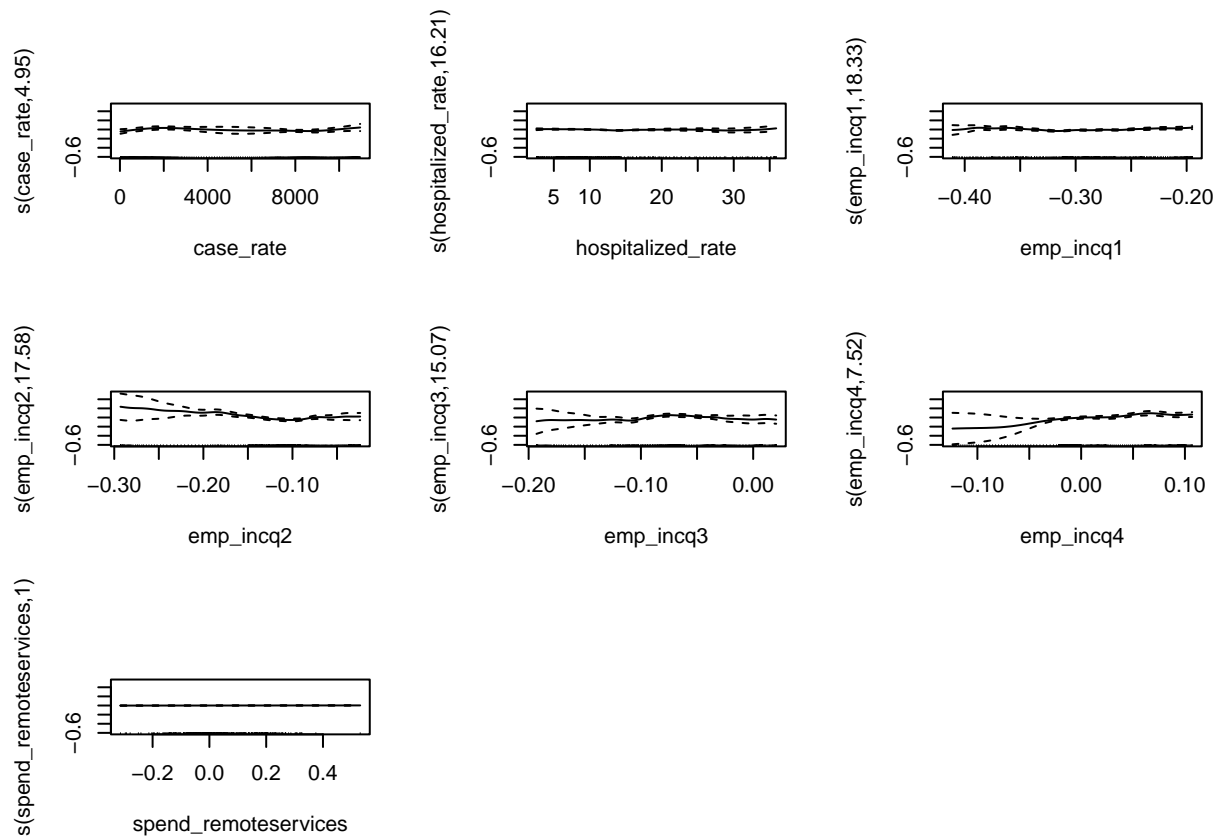 s(case_rate,4.95)
−0.6
0 4000 8000
case_rate
s(hospitalized_rate,16.21)
−0.6
5 10 20 30
hospitalized_rate
s(emp_incq1,18.33)
−0.6
−0.40 −0.30 −0.20
emp_incq1
s(emp_incq2,17.58)
−0.6
−0.30 −0.20 −0.10
emp_incq2
s(emp_incq3,15.07)
−0.6
−0.20 −0.10 0.00
emp_incq3
s(emp_incq4,7.52)
−0.6
−0.10 0.00 0.10
emp_incq4
s(spend_remoteservices,1)
−0.6
−0.2 0.0 0.2 0.4
spend_remoteservices